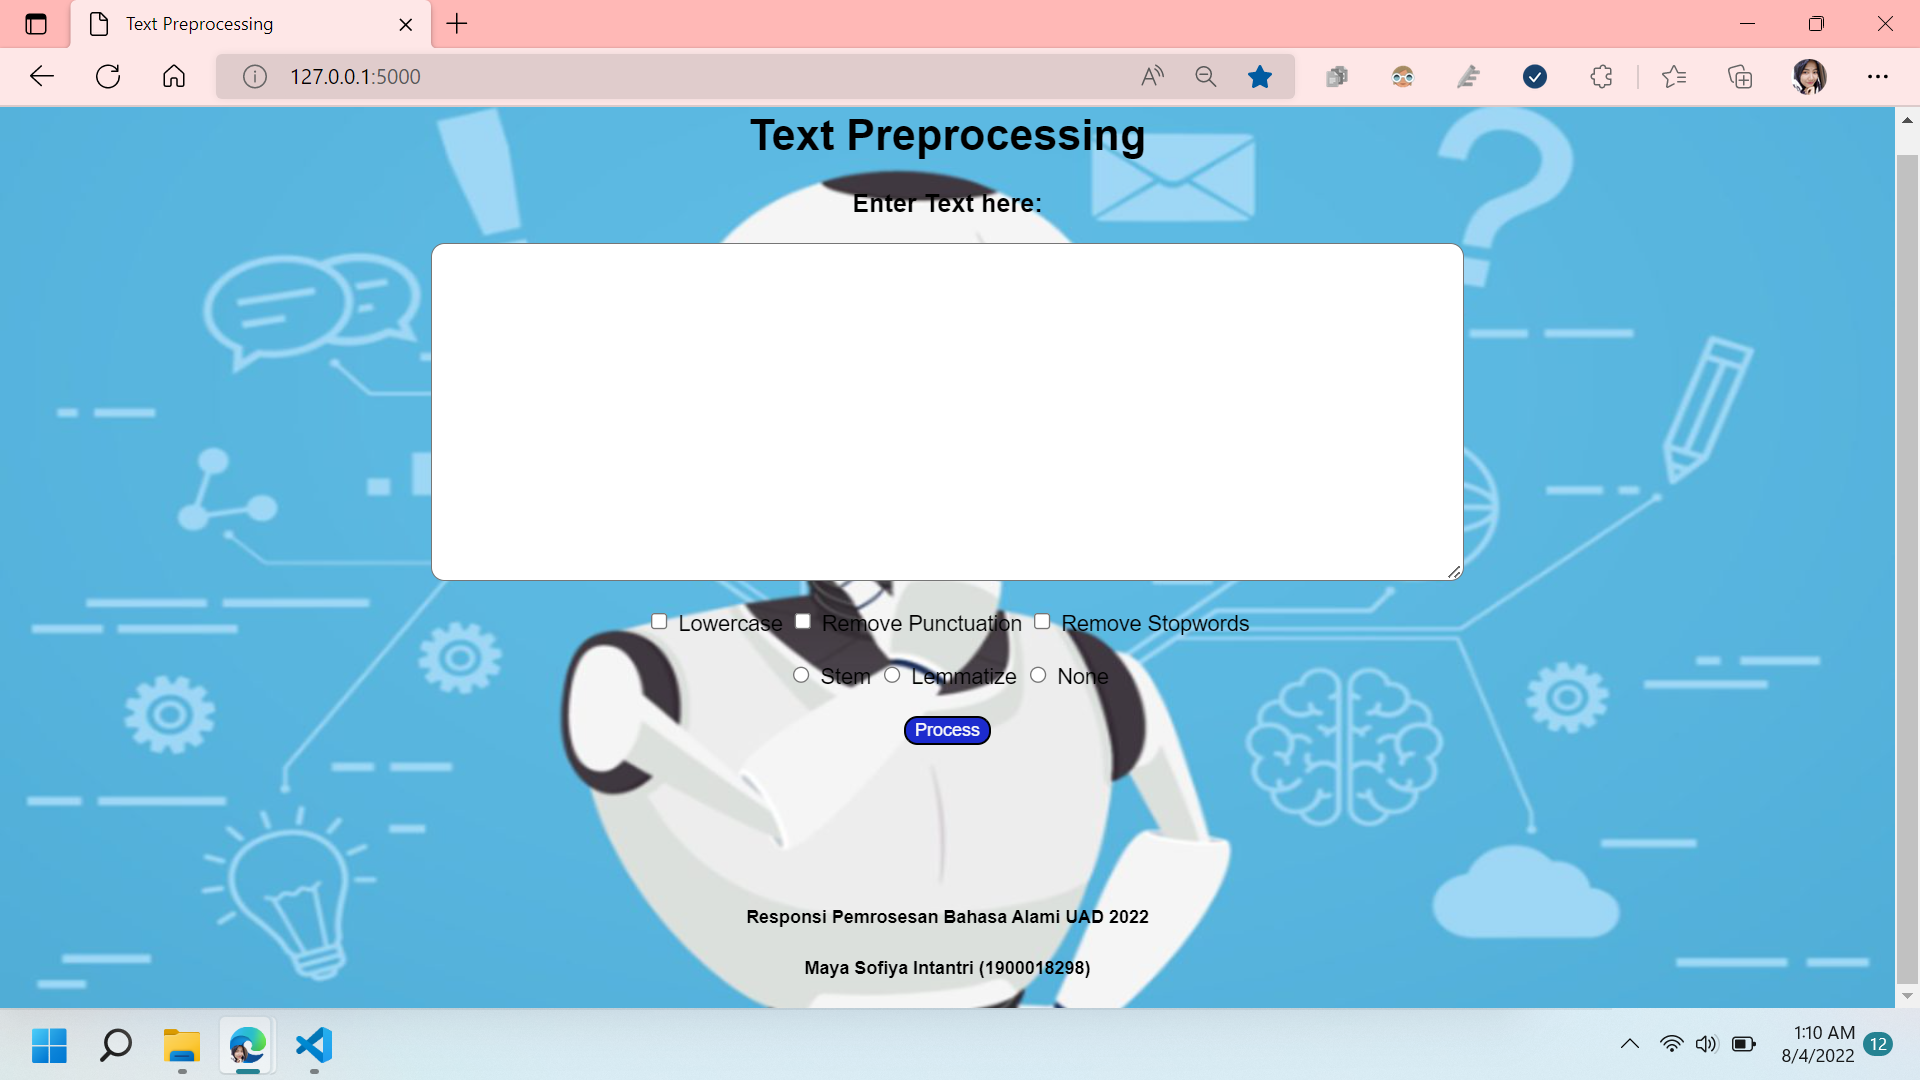 Text Preprocessing
127.0.0.1:5000
Text Preprocessing
Enter Text here:
Lowercase Remove Punctuation Remove Stopwords
Stem Lemmatize None
Process
Responsi Pemrosesan Bahasa Alami UAD 2022
Maya Sofiya Intantri (1900018298)
1:10 AM
8/4/2022
12